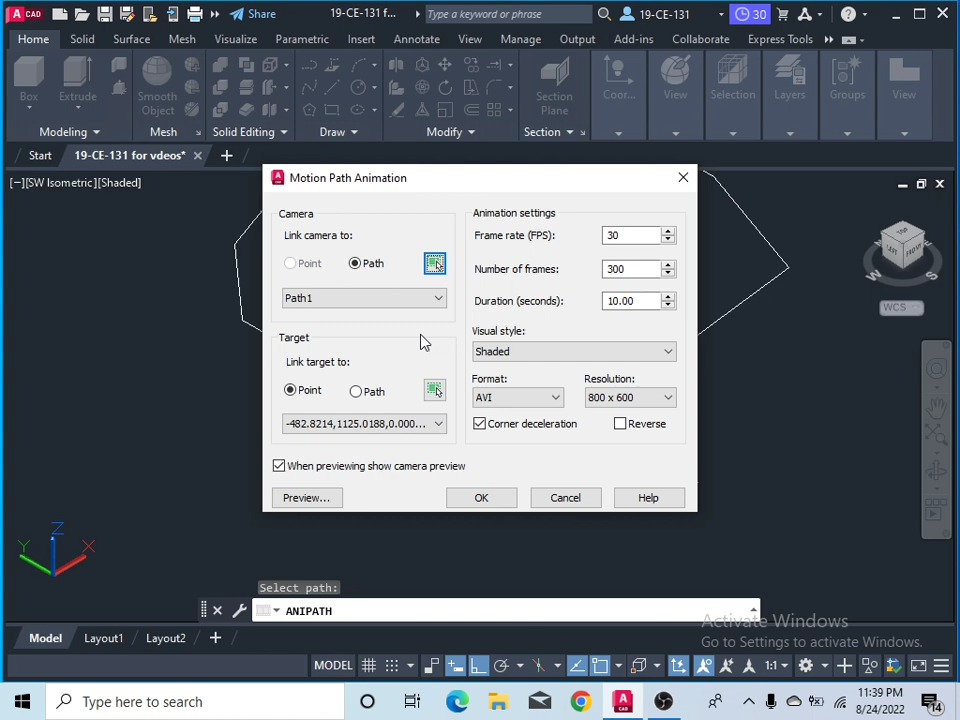 A CAD
Share
19-CE-131 f...
Type a keyword or phrase
19-CE-131
30
Home
Solid
Surface
Mesh
Visualize
Parametric
Insert
Annotate
View
Manage
Output
Add-ins
Collaborate
Express Tools
Box
Extrude
Smooth
Object
Section
Plane
Coor...
View
Selection
Layers
Groups
View
Modeling
Mesh
Solid Editing
Draw
Modify
Section
Start
19-CE-131 for vdeos*
[−][SW Isometric][Shaded]
Motion Path Animation
Camera
Link camera to:
Point
Path
Path1
Target
Link target to:
Point
Path
-482.8214,1125.0188,0.000...
Animation settings
Frame rate (FPS):
30
Number of frames:
300
Duration (seconds):
10.00
Visual style:
Shaded
Format:
Resolution:
AVI
800 x 600
Corner deceleration
Reverse
When previewing show camera preview
Preview...
OK
Cancel
Help
TOP
LEFT
FRONT
W
S
WCS
Z
Y
X
Select path:
ANIPATH
Activate Windows
Go to Settings to activate Windows.
Model
Layout1
Layout2
MODEL
1:1
Type here to search
11:39 PM
8/24/2022
14